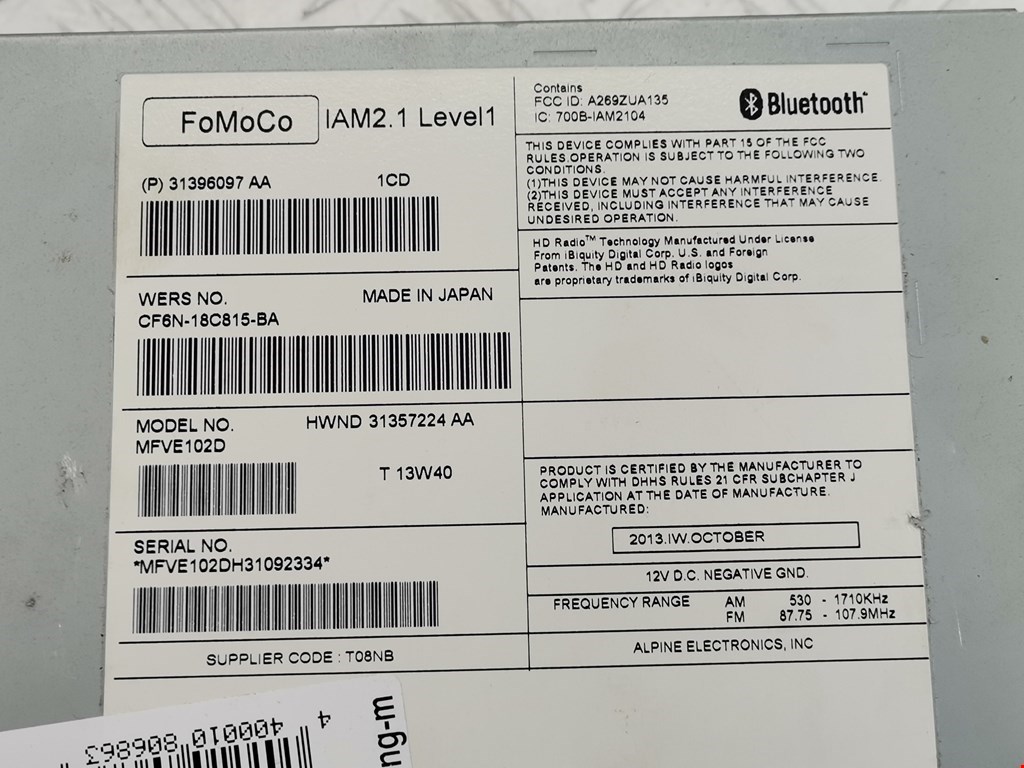 FoMoCo IAM2.1 Level1
(P) 31396097 AA 1CD
WERS NO. MADE IN JAPAN
CF6N-18C815-BA
MODEL NO. HWND 31357224 AA
MFVE102D
T 13W40
SERIAL NO.
*MFVE102DH31092334*
SUPPLIER CODE : T08NB
Contains
FCC ID: A269ZUA135
IC: 700B-IAM2104
Bluetooth
THIS DEVICE COMPLIES WITH PART 15 OF THE FCC
RULES.OPERATION IS SUBJECT TO THE FOLLOWING TWO
CONDITIONS.
(1)THIS DEVICE MAY NOT CAUSE HARMFUL INTERFERENCE.
(2)THIS DEVICE MUST ACCEPT ANY INTERFERENCE
RECEIVED, INCLUDING INTERFERENCE THAT MAY CAUSE
UNDESIRED OPERATION.
HD Radio™ Technology Manufactured Under License
From iBiquity Digital Corp. U.S. and Foreign
Patents. The HD and HD Radio logos
are proprietary trademarks of iBiquity Digital Corp.
PRODUCT IS CERTIFIED BY THE MANUFACTURER TO
COMPLY WITH DHHS RULES 21 CFR SUBCHAPTER J
APPLICATION AT THE DATE OF MANUFACTURE.
MANUFACTURED:
2013.IW.OCTOBER
12V D.C. NEGATIVE GND.
FREQUENCY RANGE AM 530 - 1710KHz
FM 87.75 - 107.9MHz
ALPINE ELECTRONICS, INC
4 400010 806863
ng-m